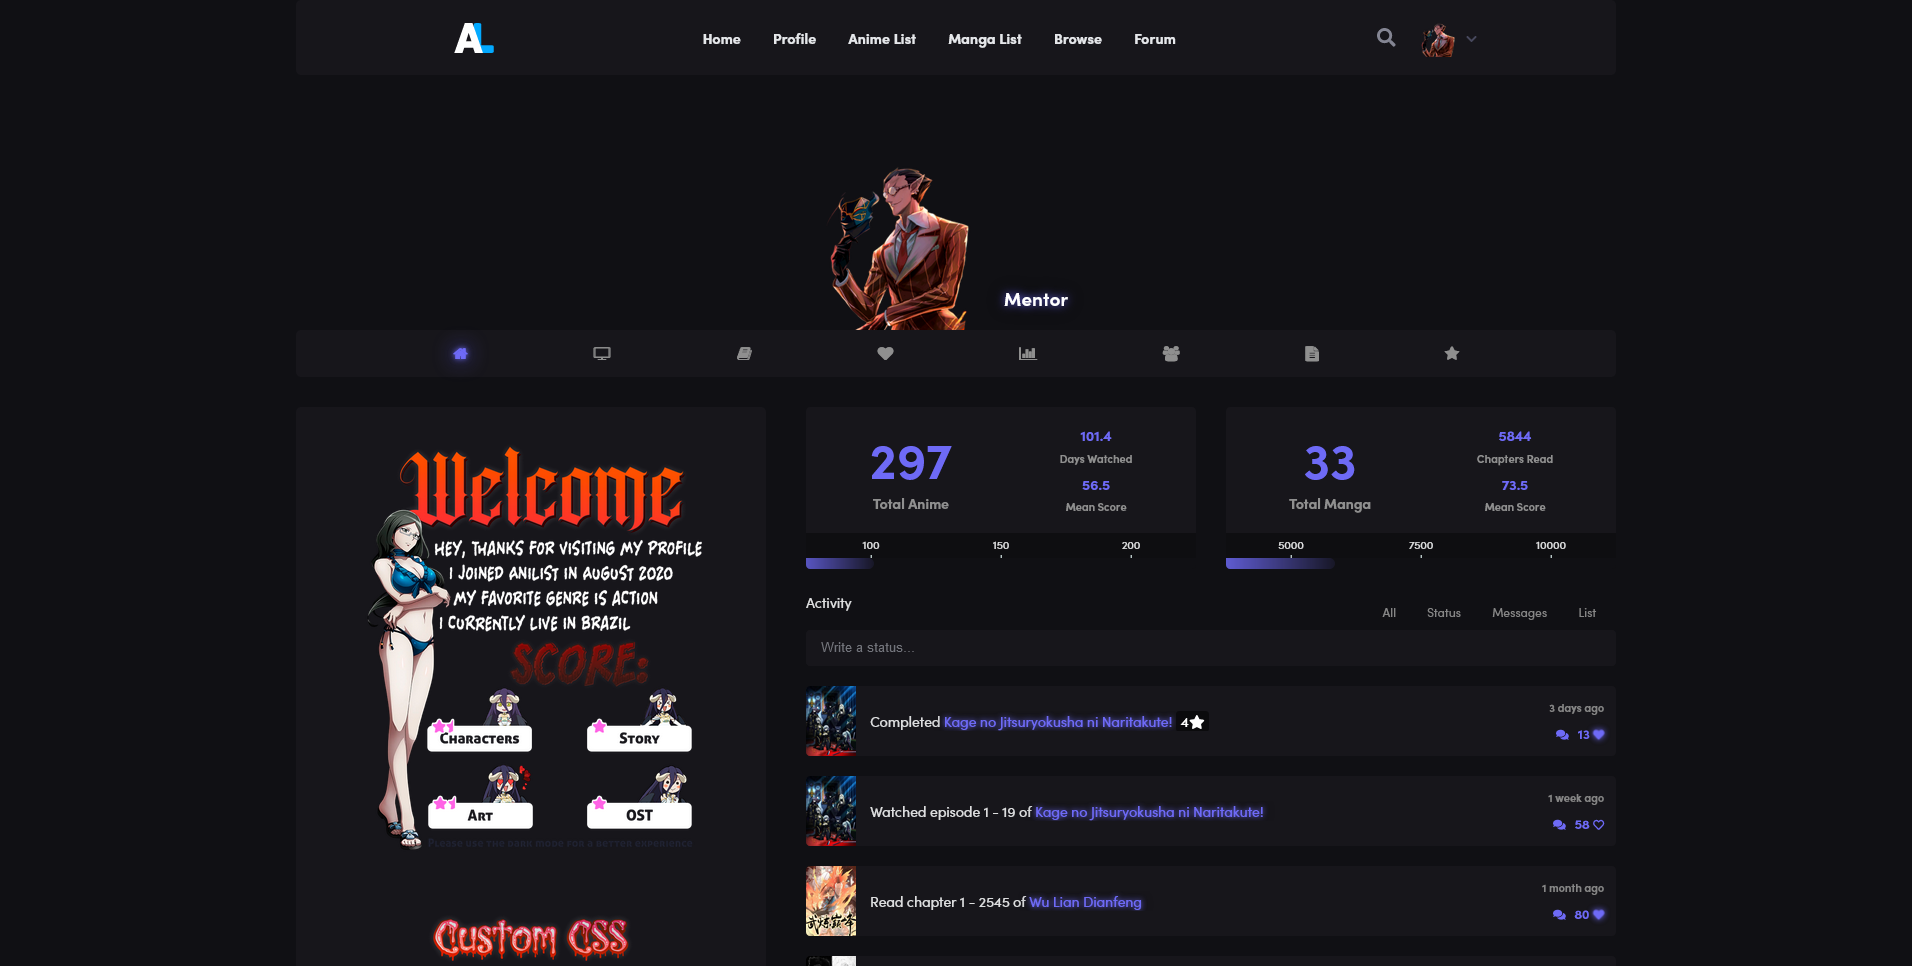 AL
Home Profile Anime List Manga List Browse Forum
Mentor
Welcome
Hey, thanks for visiting my profile
I joined AniList in August 2020
My favorite genre is action
I currently live in Brazil
SCORE:
Characters Story
Art OST
Please use the dark mode for a better experience
Custom CSS
297
Total Anime
101.4
Days Watched
56.5
Mean Score
100 150 200
33
Total Manga
5844
Chapters Read
73.5
Mean Score
5000 7500 10000
Activity
All Status Messages List
Write a status...
Completed Kage no Jitsuryokusha ni Naritakute! 4
3 days ago
13
Watched episode 1 - 19 of Kage no Jitsuryokusha ni Naritakute!
1 week ago
58
武炼巅峰
Read chapter 1 - 2545 of Wu Lian Dianfeng
1 month ago
80